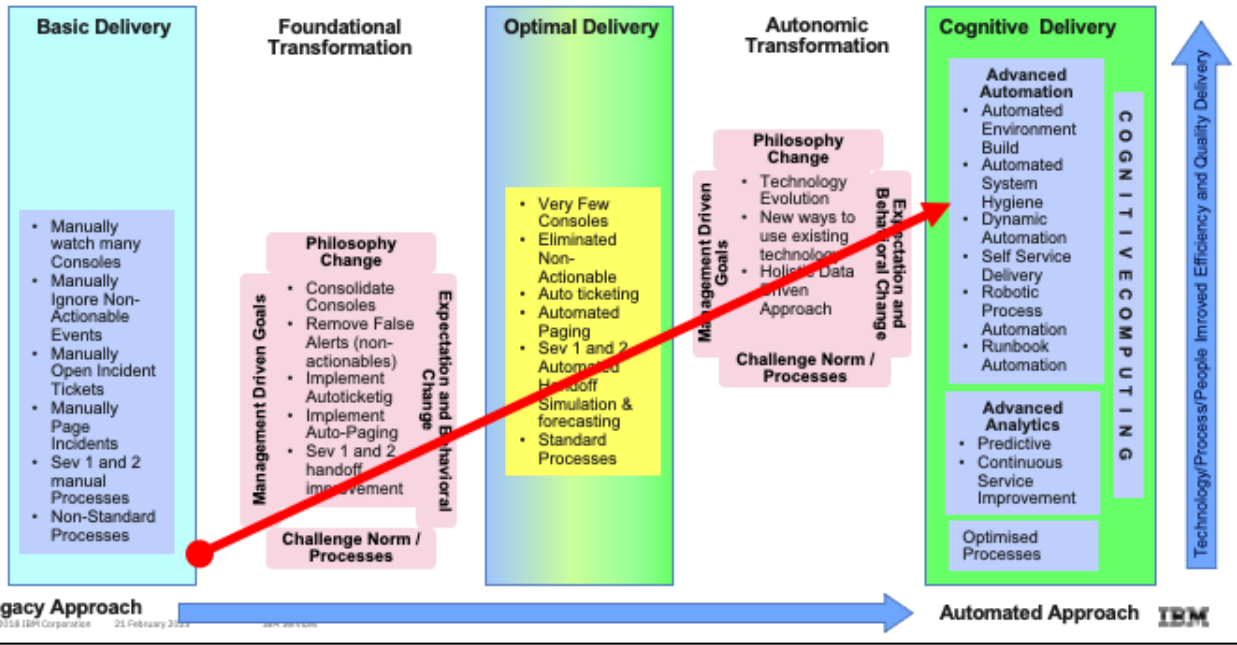 Basic Delivery
• Manually
watch many
Consoles
• Manually
Ignore Non-
Actionable
Events
• Manually
Open Incident
Tickets
• Manually
Page
Incidents
• Sev 1 and 2
manual
Processes
• Non-Standard
Processes
Foundational
Transformation
Philosophy
Change
Management Driven Goals
• Consolidate
Consoles
• Remove False
Alerts (non-
actionables)
• Implement
Autoticketig
• Implement
Auto-Paging
• Sev 1 and 2
handoff
improvement
Expectation and Behavioral
Change
Challenge Norm /
Processes
Optimal Delivery
• Very Few
Consoles
• Eliminated
Non-
Actionable
• Auto ticketing
• Automated
Paging
• Sev 1 and 2
Automated
Handoff
Simulation &
forecasting
• Standard
Processes
Autonomic
Transformation
Philosophy
Change
Management Driven
Goals
• Technology
Evolution
• New ways to
use existing
technology
• Holistic Data
Driven
Approach
Expectation and
Behavioral Change
Challenge Norm /
Processes
Cognitive Delivery
Advanced
Automation
• Automated
Environment
Build
• Automated
System
Hygiene
• Dynamic
Automation
• Self Service
Delivery
• Robotic
Process
Automation
• Runbook
Automation
Advanced
Analytics
• Predictive
• Continuous
Service
Improvement
Optimised
Processes
COGNITIVECOMPUTING
Technology/Process/People Improved Efficiency and Quality Delivery
gacy Approach
Automated Approach
IBM
2018 IBM Corporation
21 February